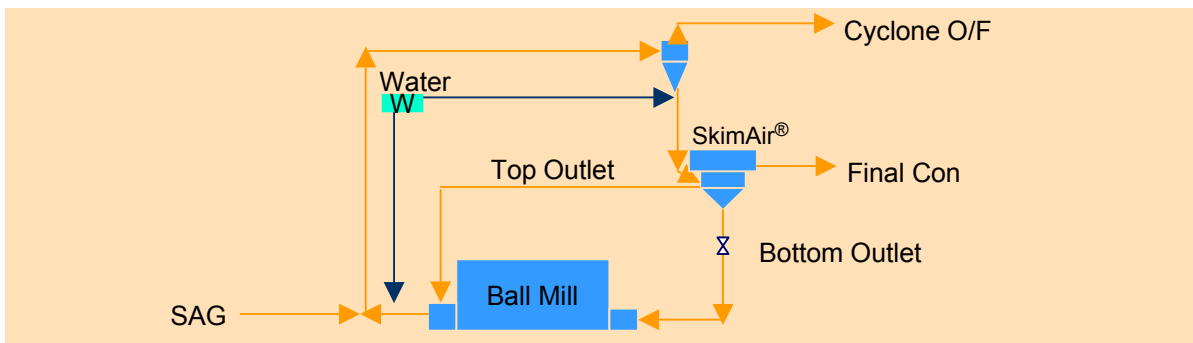 Cyclone O/F
Water
W
SkimAir®
Top Outlet
Final Con
Bottom Outlet
Ball Mill
SAG